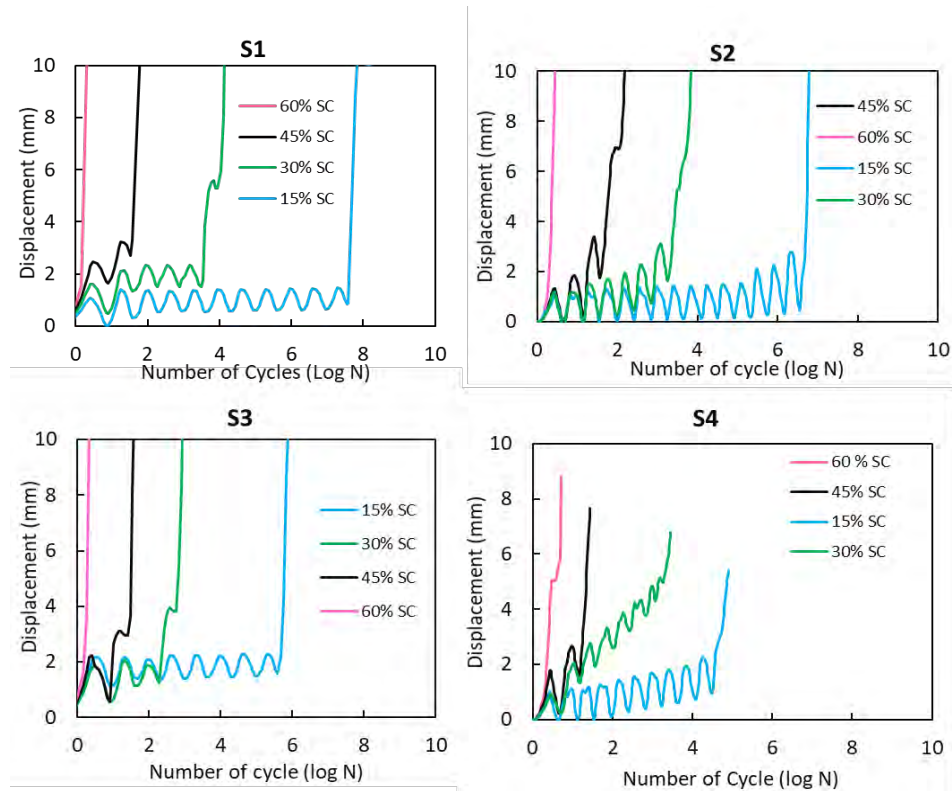 S1
Displacement (mm)
10
8
6
4
2
0
60% SC
45% SC
30% SC
15% SC
0 2 4 6 8 10
Number of Cycles (Log N)
S2
Displacement (mm)
10
8
6
4
2
0
45% SC
60% SC
15% SC
30% SC
0 2 4 6 8 10
Number of cycle (log N)
S3
Displacement (mm)
10
8
6
4
2
0
15% SC
30% SC
45% SC
60% SC
0 2 4 6 8 10
Number of cycle (log N)
S4
Displacement (mm)
10
8
6
4
2
0
60 % SC
45% SC
15% SC
30% SC
0 2 4 6 8 10
Number of Cycle (log N)